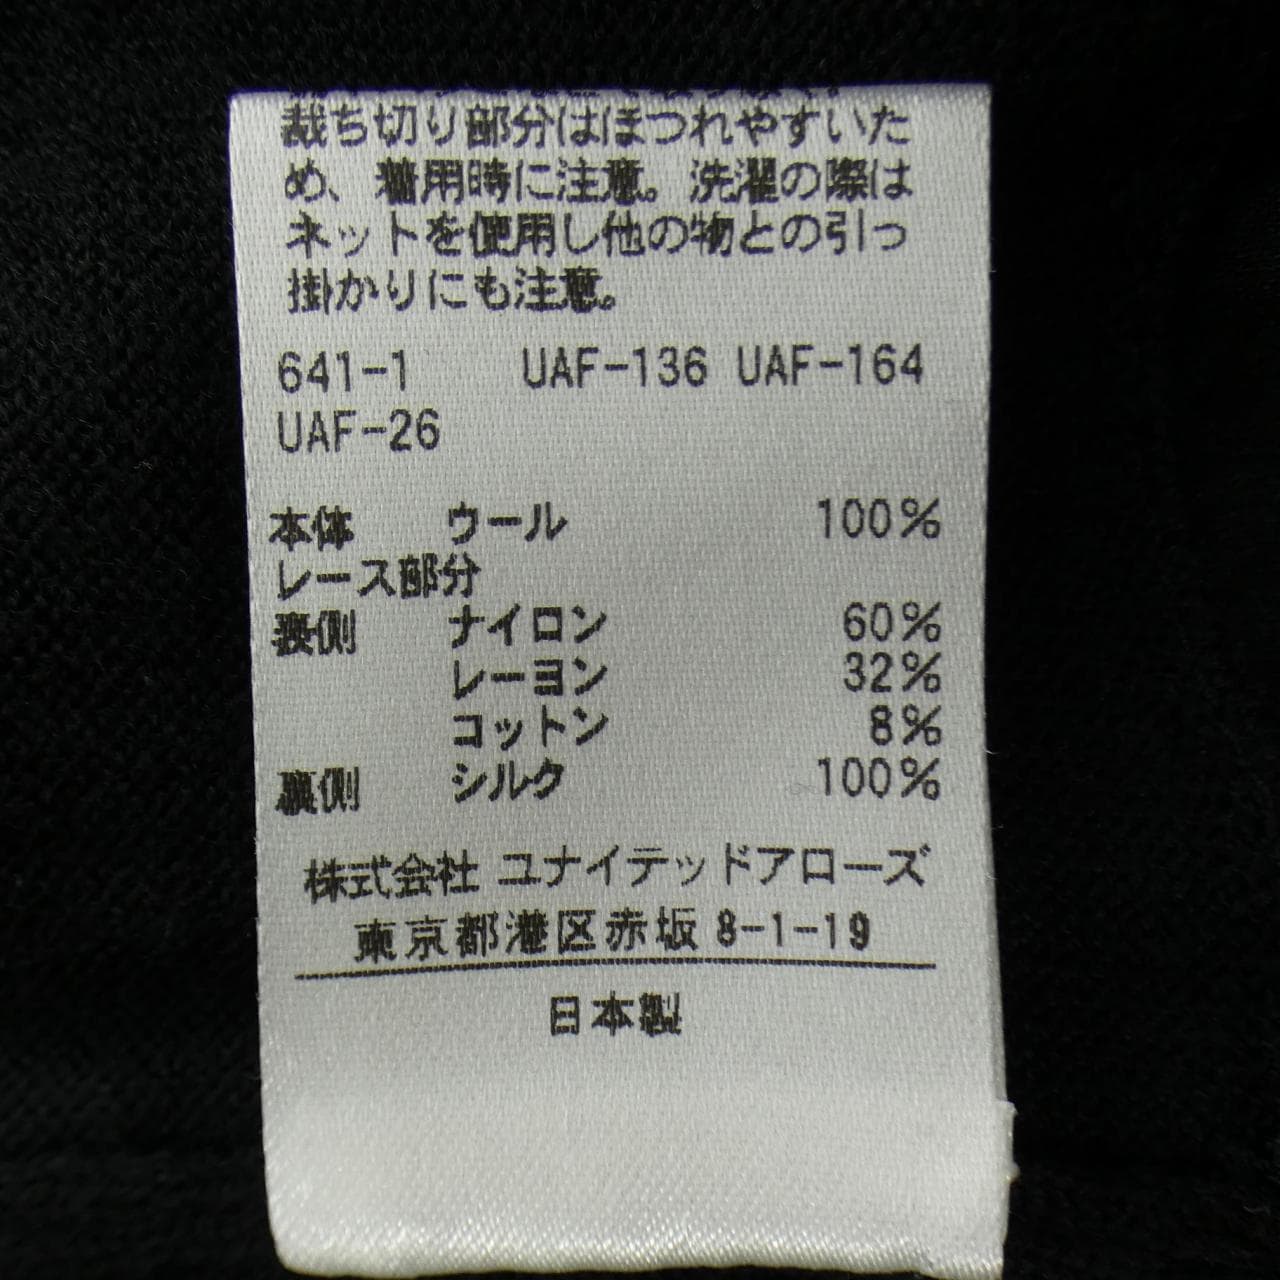 裁ち切り部分はほつれやすいた
め、着用時に注意。洗濯の際は
ネットを使用し他の物との引っ
掛かりにも注意。
641-1 UAF-136 UAF-164
UAF-26
本体 ウール 100%
レース部分
表側 ナイロン 60%
レーヨン 32%
コットン 8%
裏側 シルク 100%
株式会社 ユナイテッドアローズ
東京都港区赤坂 8-1-19
日本製